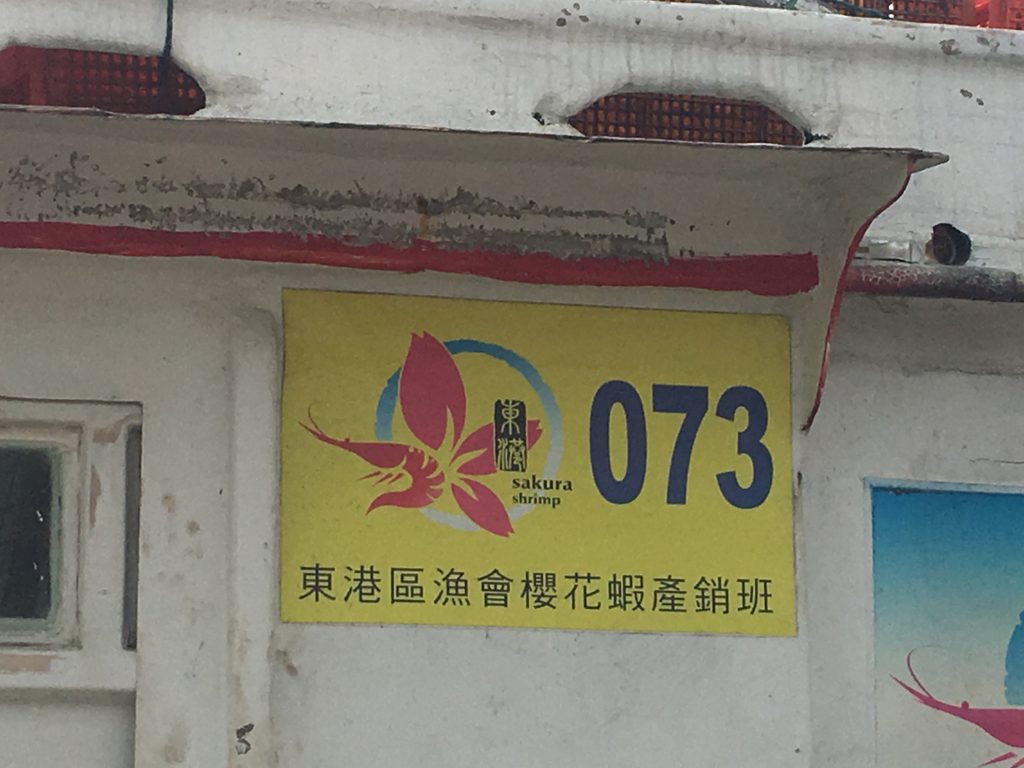 東港
sakura
shrimp
073
東港區漁會櫻花蝦產銷班